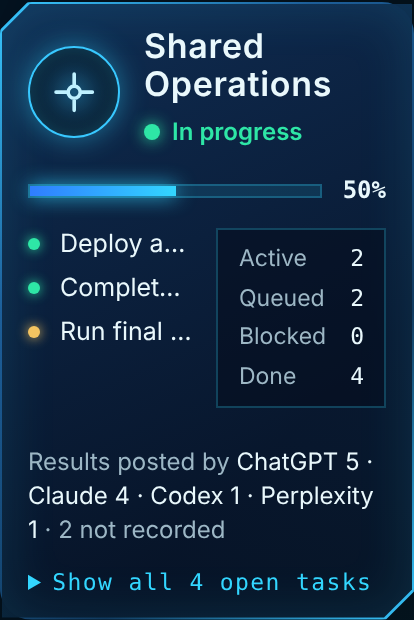 Shared
Operations
In progress
50%
Deploy a...
Complet...
Run final ...
Active 2
Queued 2
Blocked 0
Done 4
Results posted by ChatGPT 5 ·
Claude 4 · Codex 1 · Perplexity
1 · 2 not recorded
▶ Show all 4 open tasks